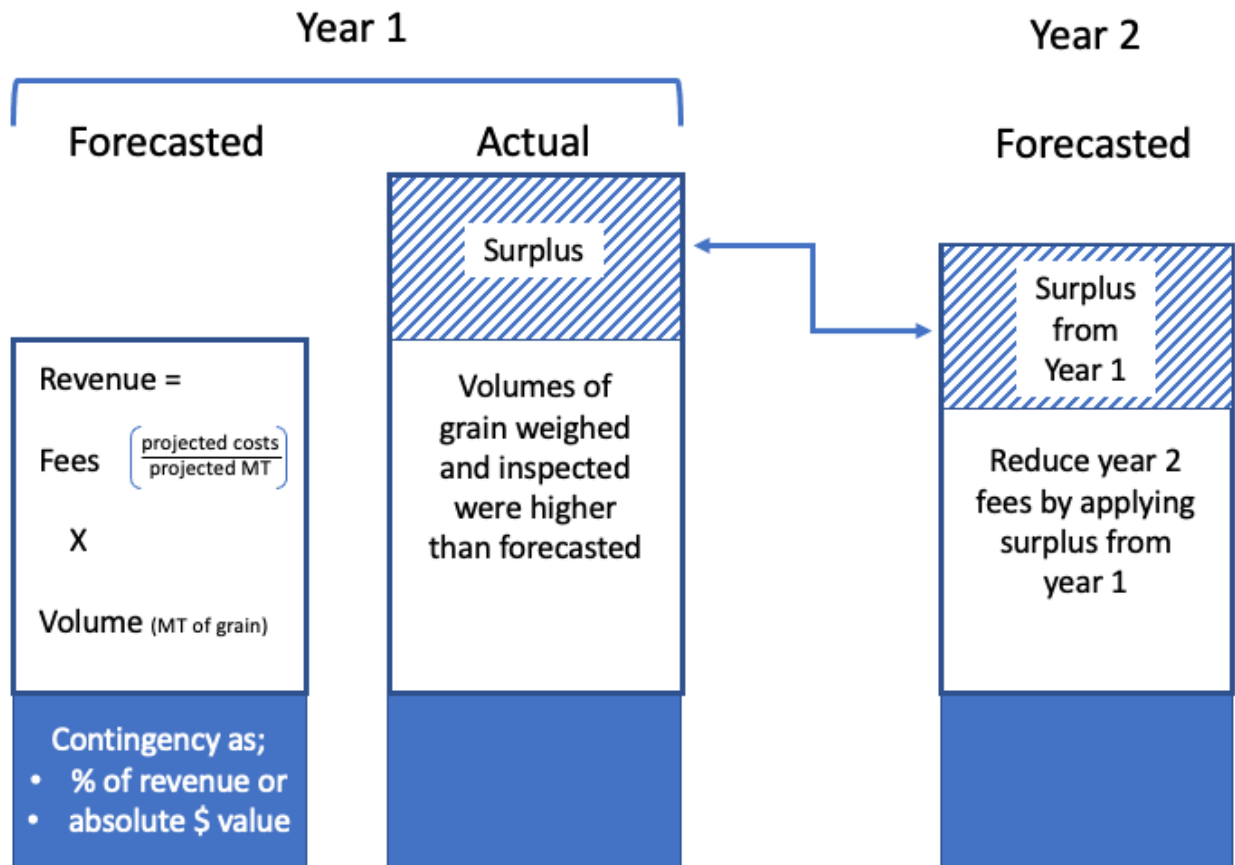 Year 1
Year 2
Forecasted
Actual
Forecasted
Revenue =
Fees
projected costs
projected MT
X
Volume (MT of grain)
Contingency as;
• % of revenue or
• absolute $ value
Surplus
Volumes of
grain weighed
and inspected
were higher
than forecasted
Surplus
from
Year 1
Reduce year 2
fees by applying
surplus from
year 1